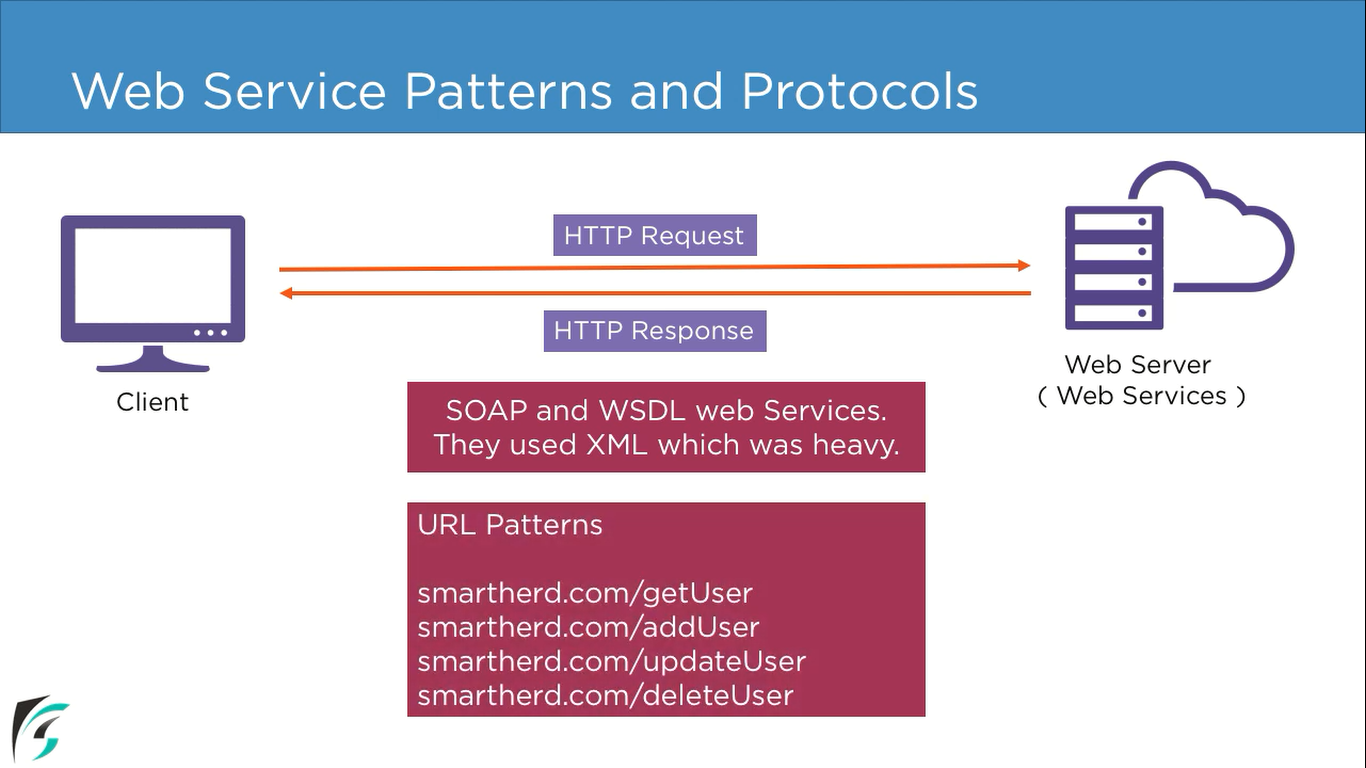 Web Service Patterns and Protocols
HTTP Request
HTTP Response
Client
Web Server
( Web Services )
SOAP and WSDL web Services.
They used XML which was heavy.
URL Patterns
smartherd.com/getUser
smartherd.com/addUser
smartherd.com/updateUser
smartherd.com/deleteUser